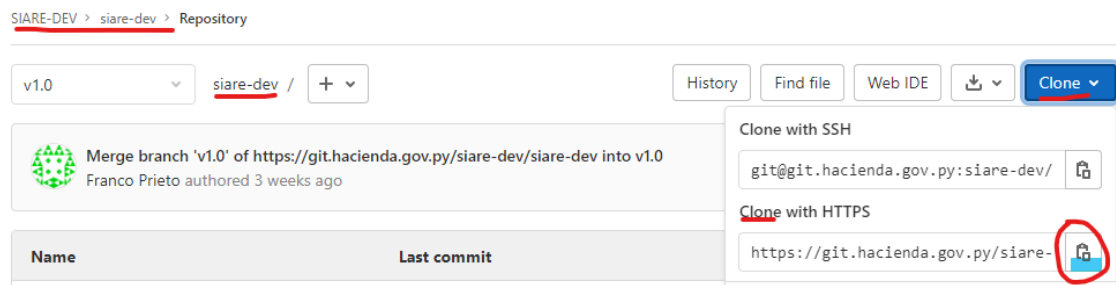 SIARE-DEV > siare-dev > Repository
v1.0 siare-dev / + History Find file Web IDE Clone
Clone with SSH
Merge branch 'v1.0' of https://git.hacienda.gov.py/siare-dev/siare-dev into v1.0
Franco Prieto authored 3 weeks ago
git@git.hacienda.gov.py:siare-dev/
Clone with HTTPS
https://git.hacienda.gov.py/siare-
Name Last commit